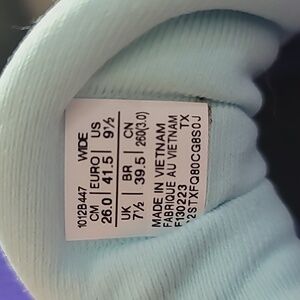 1012B447 WIDE
CM EURO US
26.0 41.5 9½
UK BR CN
7½ 39.5 260(3.0)
MADE IN VIETNAM
FABRIQUE AU VIETNAM
F130223 TX